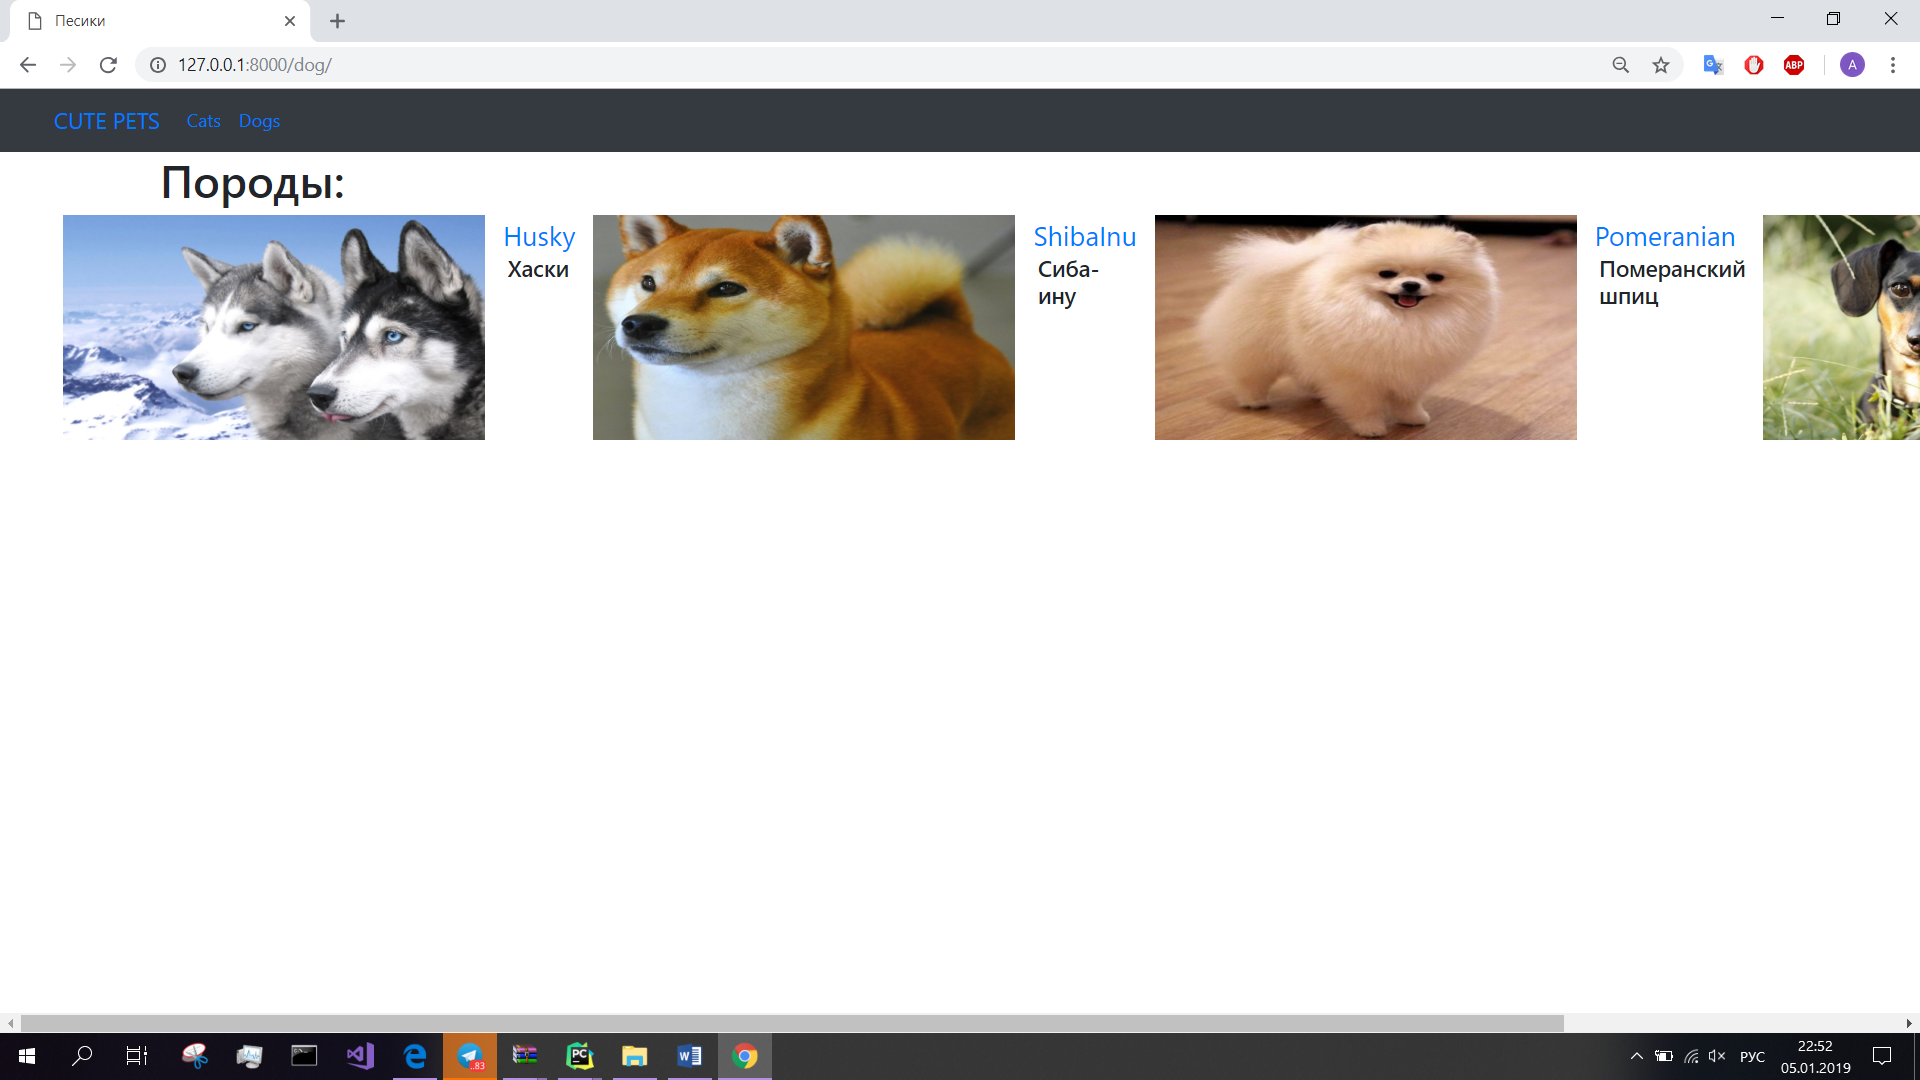 Песики
127.0.0.1:8000/dog/
ABP
A
CUTE PETS Cats Dogs
Породы:
Husky
Хаски
ShibaInu
Сиба-
ину
Pomeranian
Померанский
шпиц
..83
PC
РУС
22:52
05.01.2019